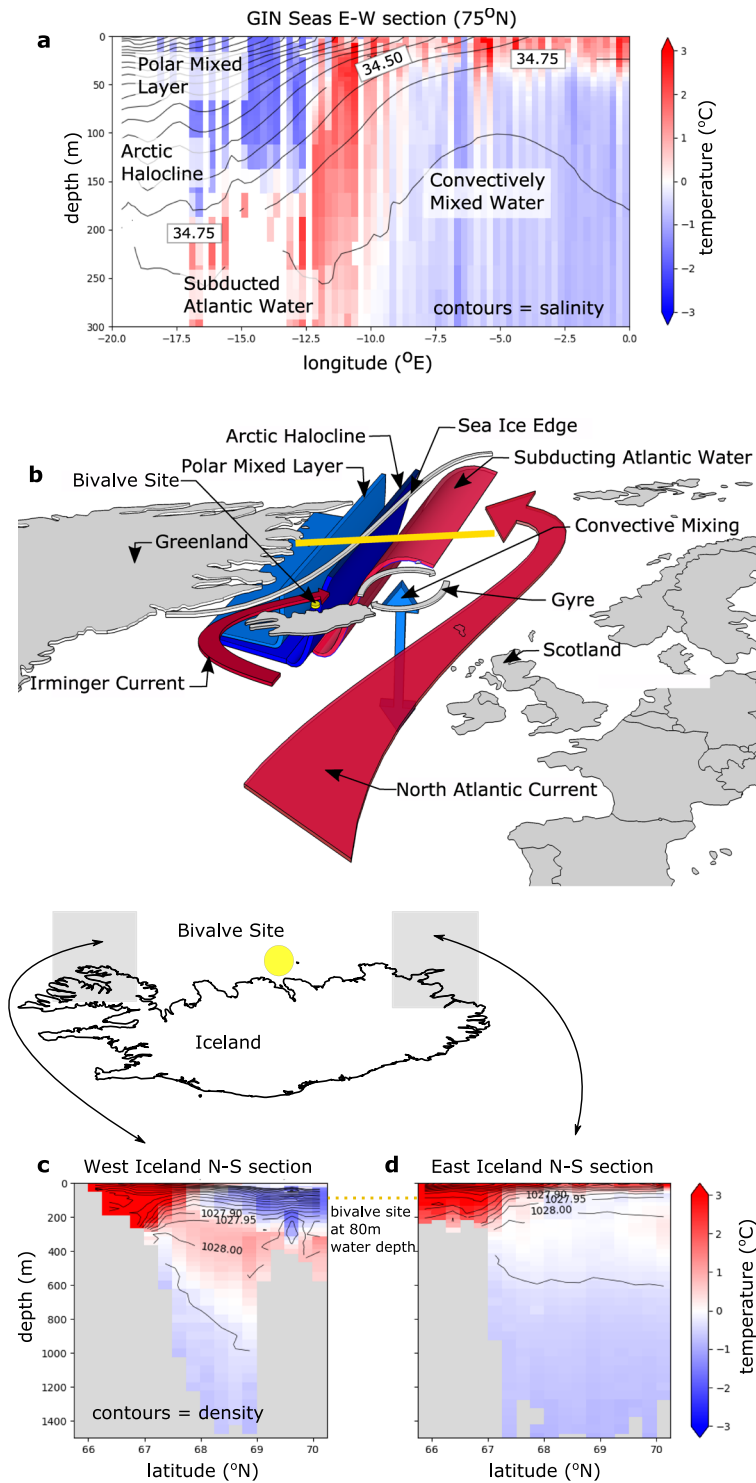 GIN Seas E-W section (75⁰N)
a
0
50
100
150
200
250
300
depth (m)
Polar Mixed
Layer
34.50
34.75
Arctic
Halocline
Convectively
Mixed Water
34.75
Subducted
Atlantic Water
contours = salinity
-20.0
-17.5
-15.0
-12.5
-10.0
-7.5
-5.0
-2.5
0.0
longitude (⁰E)
3
2
1
0
−1
−2
−3
temperature (⁰C)
b
Arctic Halocline
Sea Ice Edge
Bivalve Site
Polar Mixed Layer
Subducting Atlantic Water
Greenland
Convective Mixing
Gyre
Scotland
Irminger Current
North Atlantic Current
Bivalve Site
Iceland
c
West Iceland N-S section
0
200
400
600
800
1000
1200
1400
depth (m)
1027.90
1027.95
1028.00
contours = density
66
67
68
69
70
latitude (⁰N)
bivalve site
at 80m
water depth
d
East Iceland N-S section
1027.90
1027.95
1028.00
66
67
68
69
70
latitude (⁰N)
3
2
1
0
−1
−2
−3
temperature (⁰C)